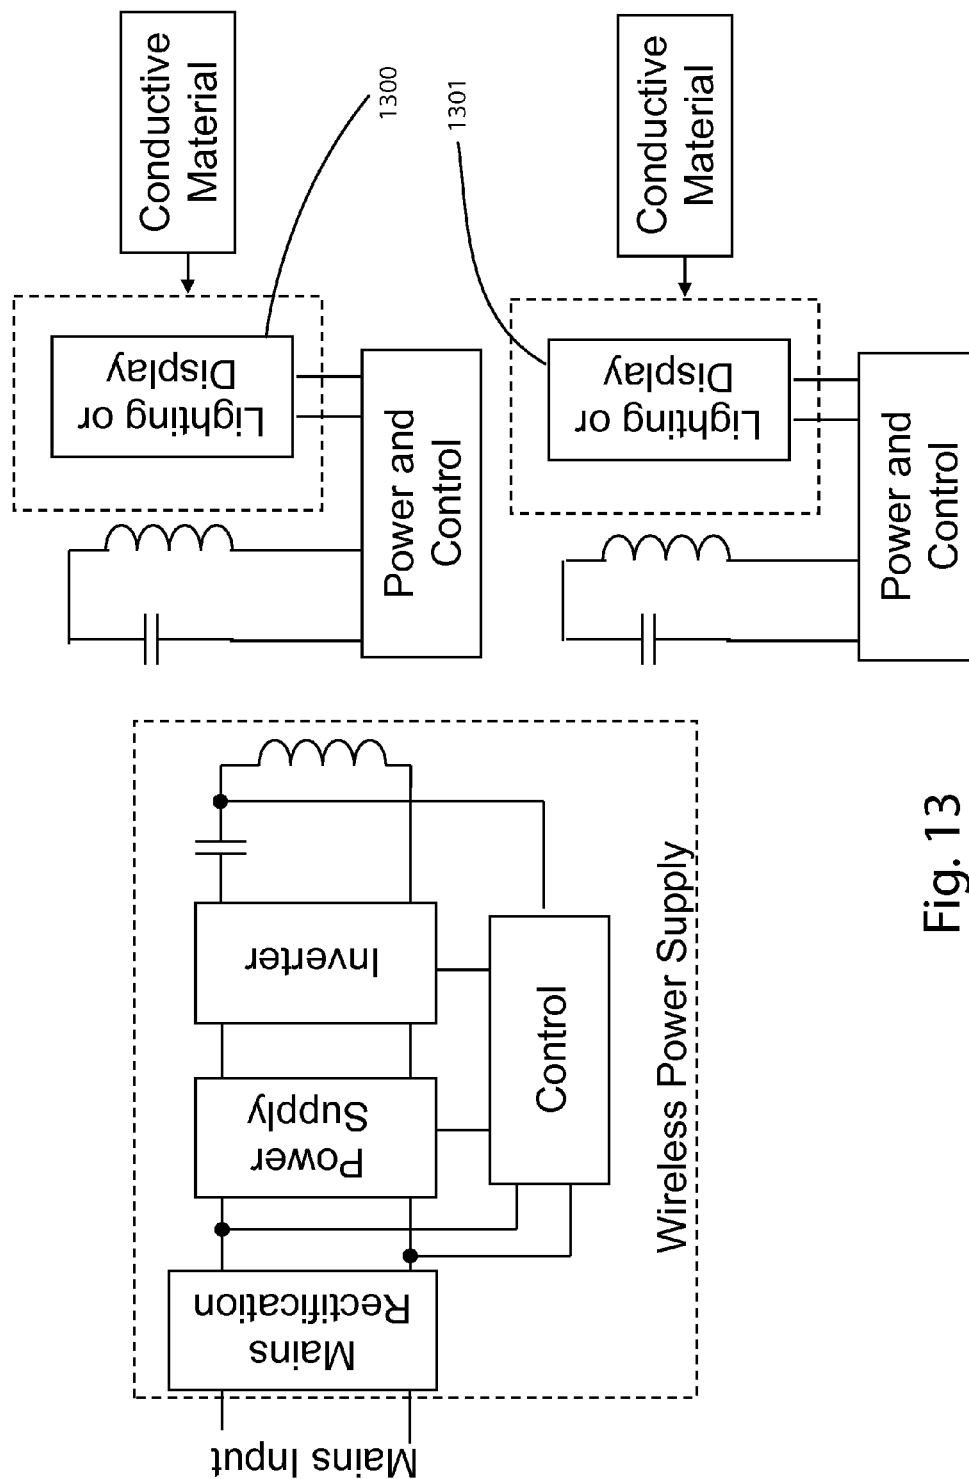 Mains Input
Mains
Rectification
Power
Supply
Inverter
Control
Wireless Power Supply
Power and
Control
Lighting or
Display
Conductive
Material
1300
1301
Power and
Control
Lighting or
Display
Conductive
Material
Fig. 13